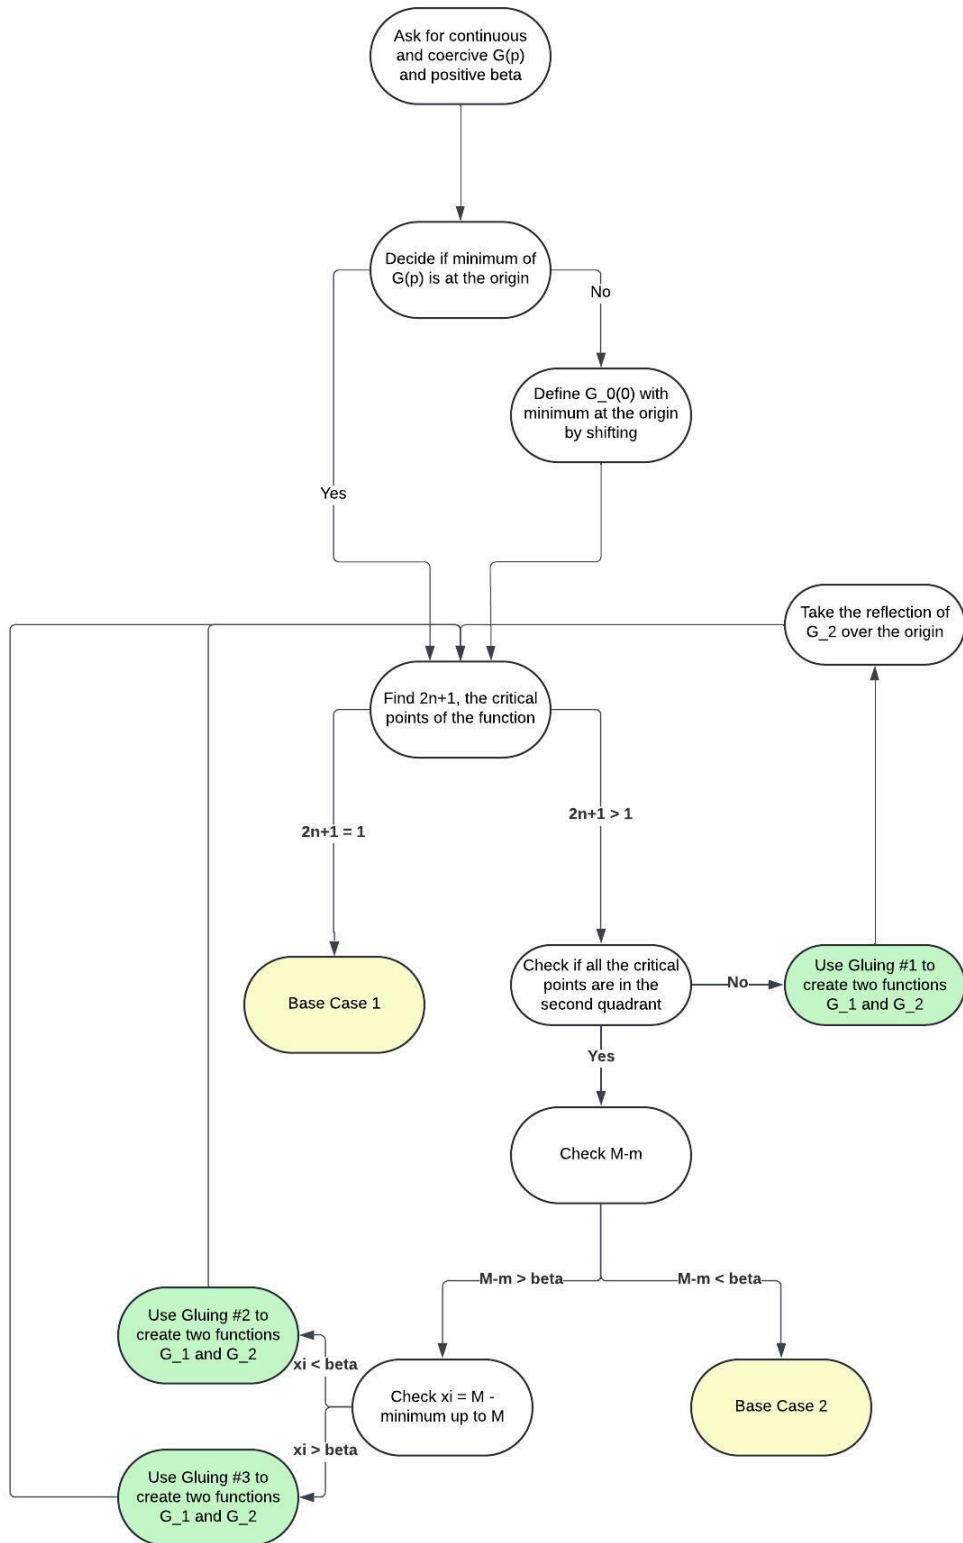 Ask for continuous
and coercive G(p)
and positive beta
Decide if minimum of
G(p) is at the origin
No
Define G_0(0) with
minimum at the origin
by shifting
Yes
Take the reflection of
G_2 over the origin
Find 2n+1, the critical
points of the function
2n+1 > 1
2n+1 = 1
Check if all the critical
points are in the
second quadrant
No
Use Gluing #1 to
create two functions
G_1 and G_2
Base Case 1
Yes
Check M-m
M-m > beta
M-m < beta
Use Gluing #2 to
create two functions
G_1 and G_2
xi < beta
Check xi = M -
minimum up to M
Base Case 2
xi > beta
Use Gluing #3 to
create two functions
G_1 and G_2